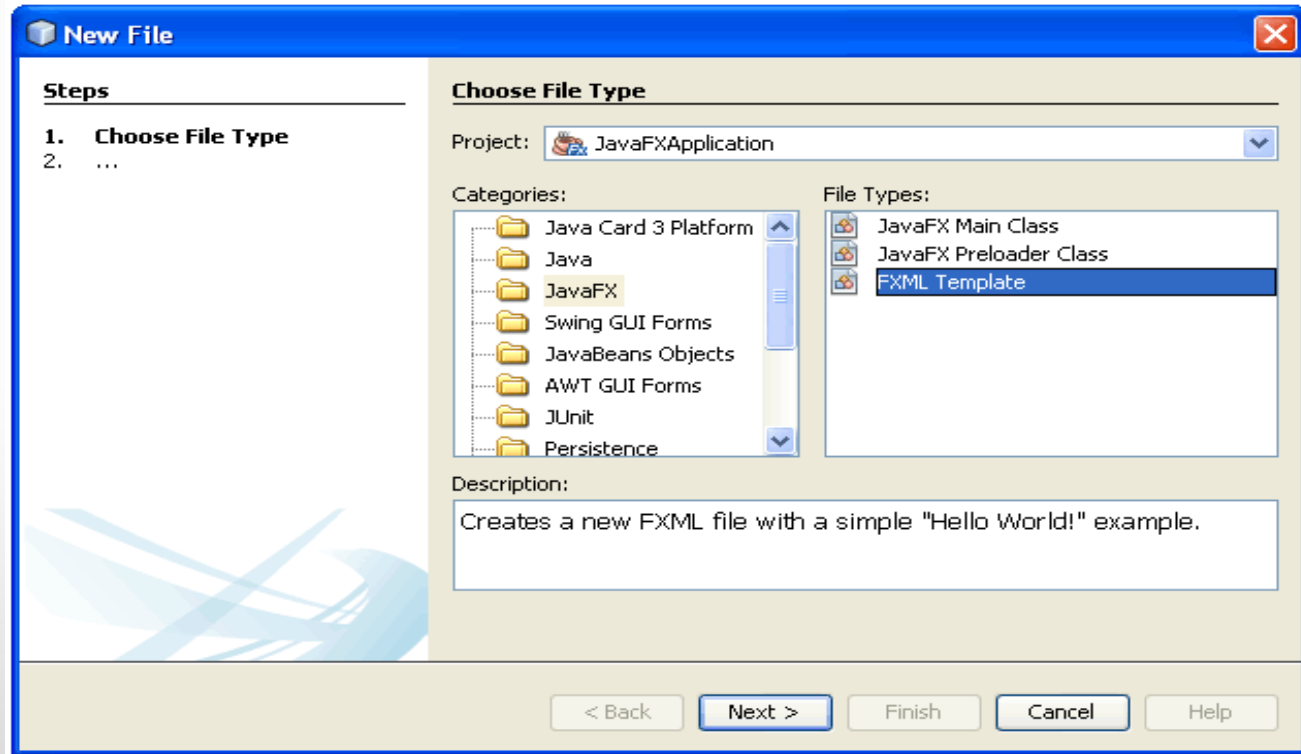 New File
Steps
1. Choose File Type
2. ...
Choose File Type
Project: JavaFXApplication
Categories:
Java Card 3 Platform
Java
JavaFX
Swing GUI Forms
JavaBeans Objects
AWT GUI Forms
JUnit
Persistence
File Types:
JavaFX Main Class
JavaFX Preloader Class
FXML Template
Description:
Creates a new FXML file with a simple "Hello World!" example.
< Back Next > Finish Cancel Help